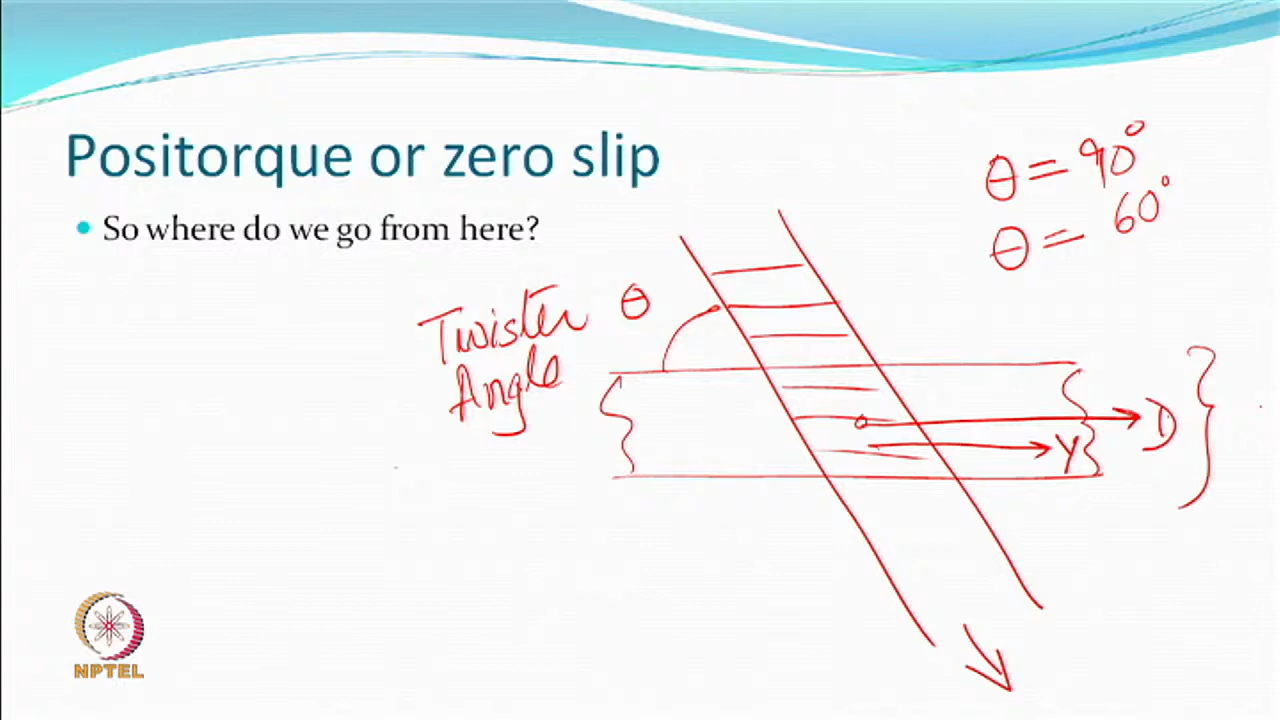 Positorque or zero slip
So where do we go from here?
θ = 90°
θ = 60°
Twister θ
Angle
D
Y
NPTEL